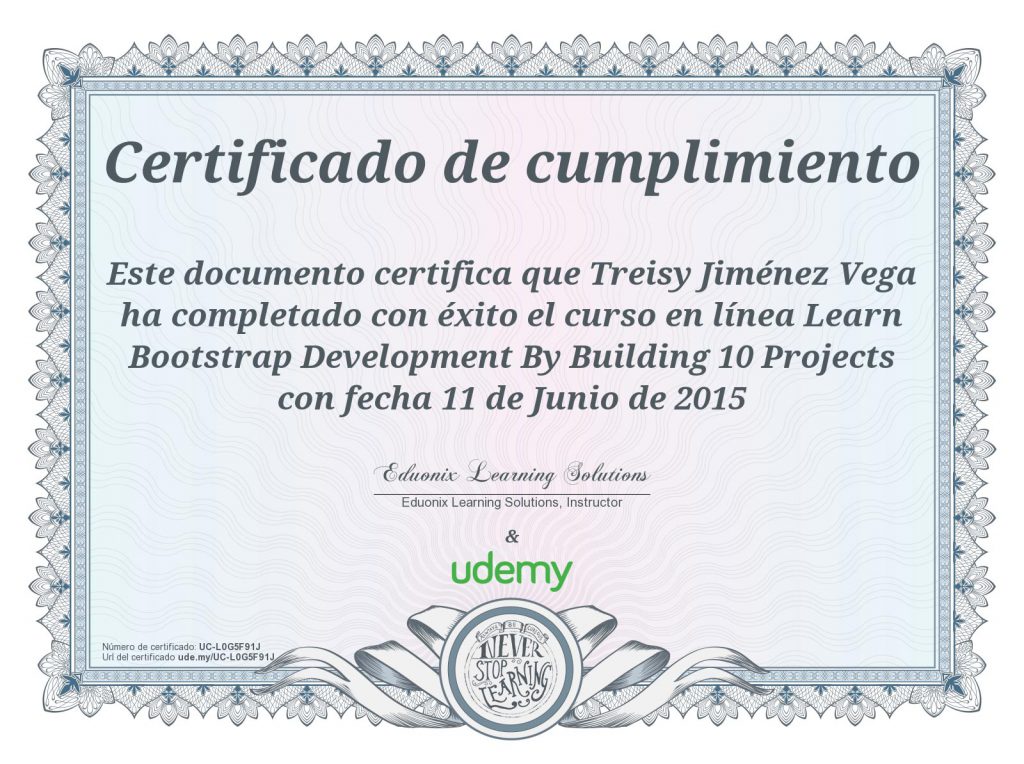 Certificado de cumplimiento
Este documento certifica que Treisy Jiménez Vega
ha completado con éxito el curso en línea Learn
Bootstrap Development By Building 10 Projects
con fecha 11 de Junio de 2015
Eduonix Learning Solutions
Eduonix Learning Solutions, Instructor
&
udemy
Número de certificado: UC-L0G5F91J
Url del certificado ude.my/UC-L0G5F91J
NEVER
STOP
LEARNING